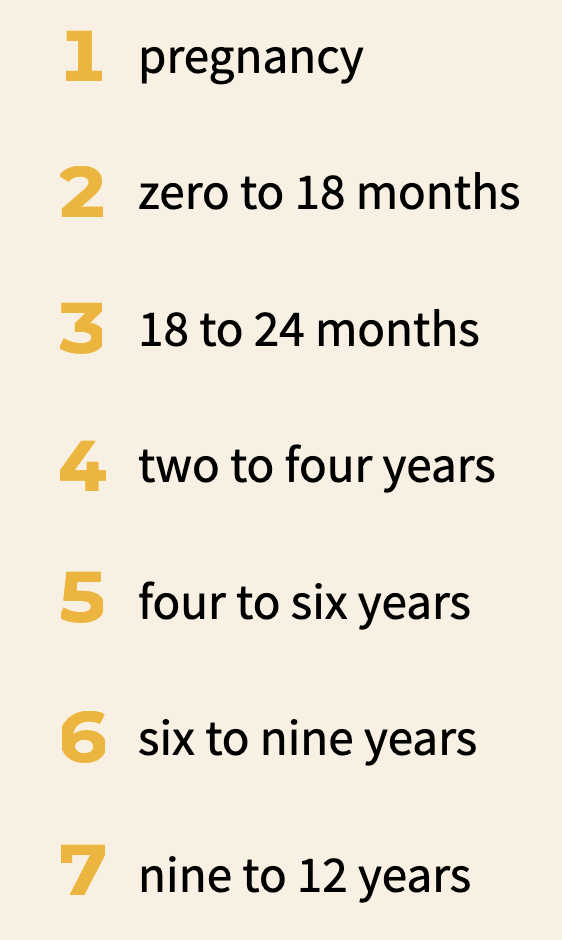 1 pregnancy
2 zero to 18 months
3 18 to 24 months
4 two to four years
5 four to six years
6 six to nine years
7 nine to 12 years